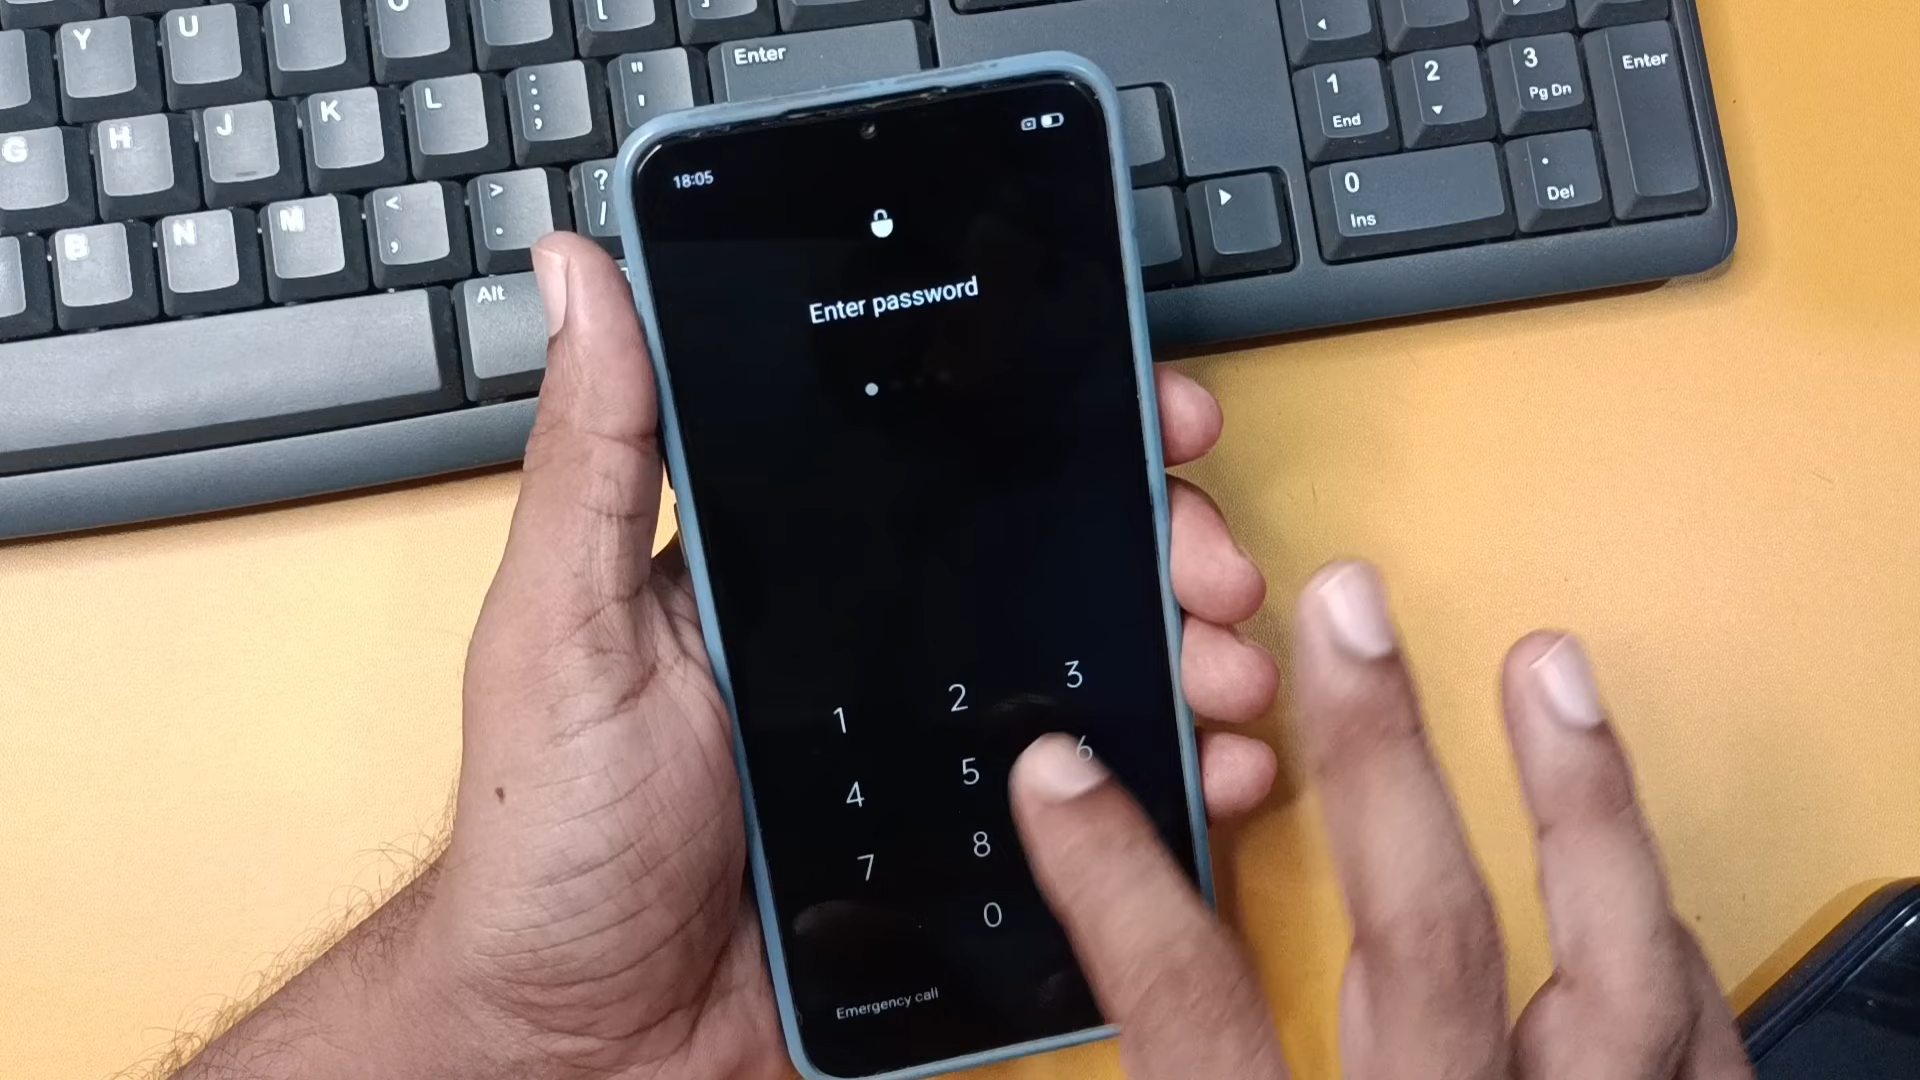 Y U I O [
Enter
1 End
2
3 Pg Dn
Enter
G H J K L : ; " '
0 Ins
. Del
B N M < , > . ? /
Alt
18:05
Enter password
1 2 3
4 5 6
7 8
0
Emergency call